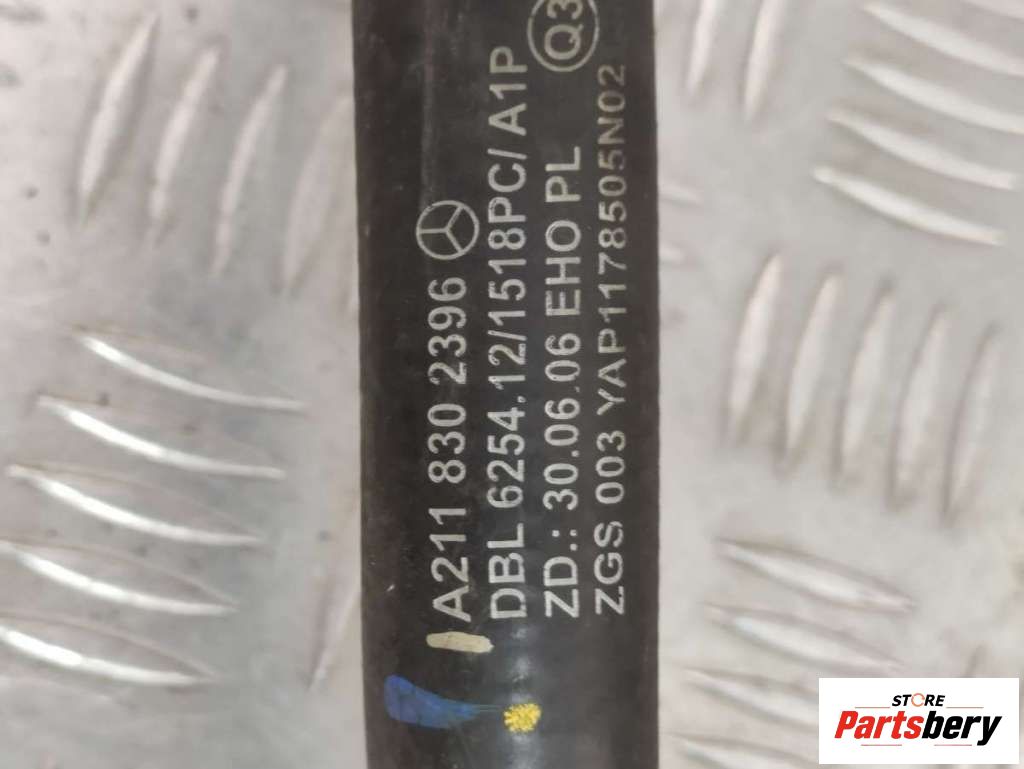 A211 830 2396
DBL 6254.12/1518PC/A1P
ZD.: 30.06.06 EHO PL Q3
ZGS 003 YAP1178505N02
STORE
Partsbery